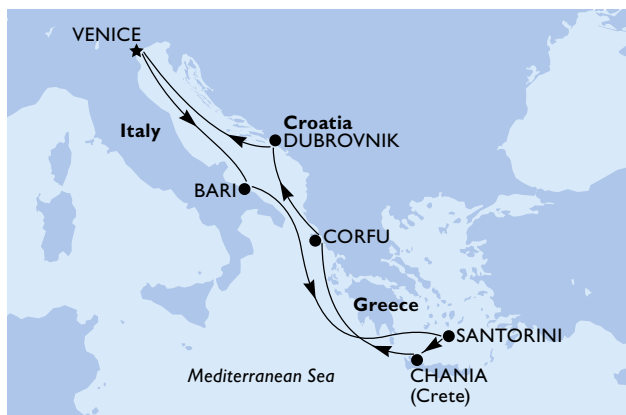 VENICE
Italy
Croatia
DUBROVNIK
BARI
CORFU
Greece
SANTORINI
CHANIA
(Crete)
Mediterranean Sea